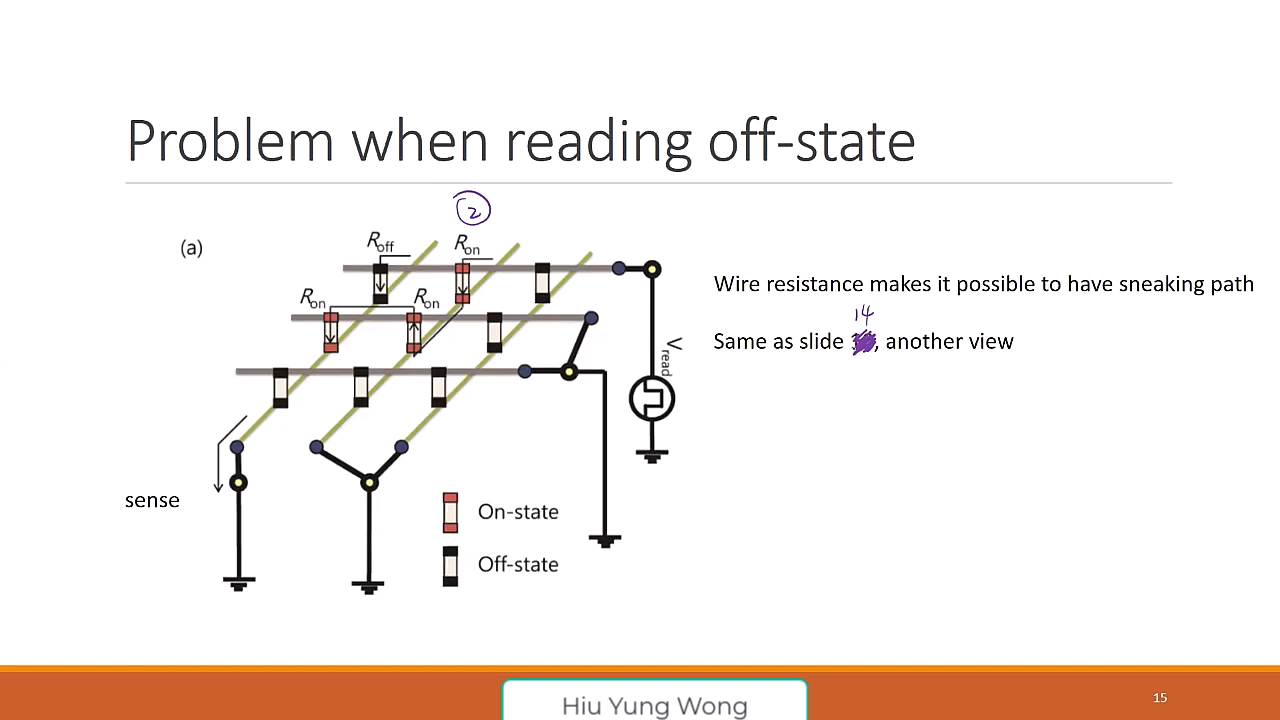 Problem when reading off-state
2
(a)
Roff
Ron
Ron
Ron
Wire resistance makes it possible to have sneaking path
14
Same as slide , another view
Vread
sense
On-state
Off-state
15
Hiu Yung Wong